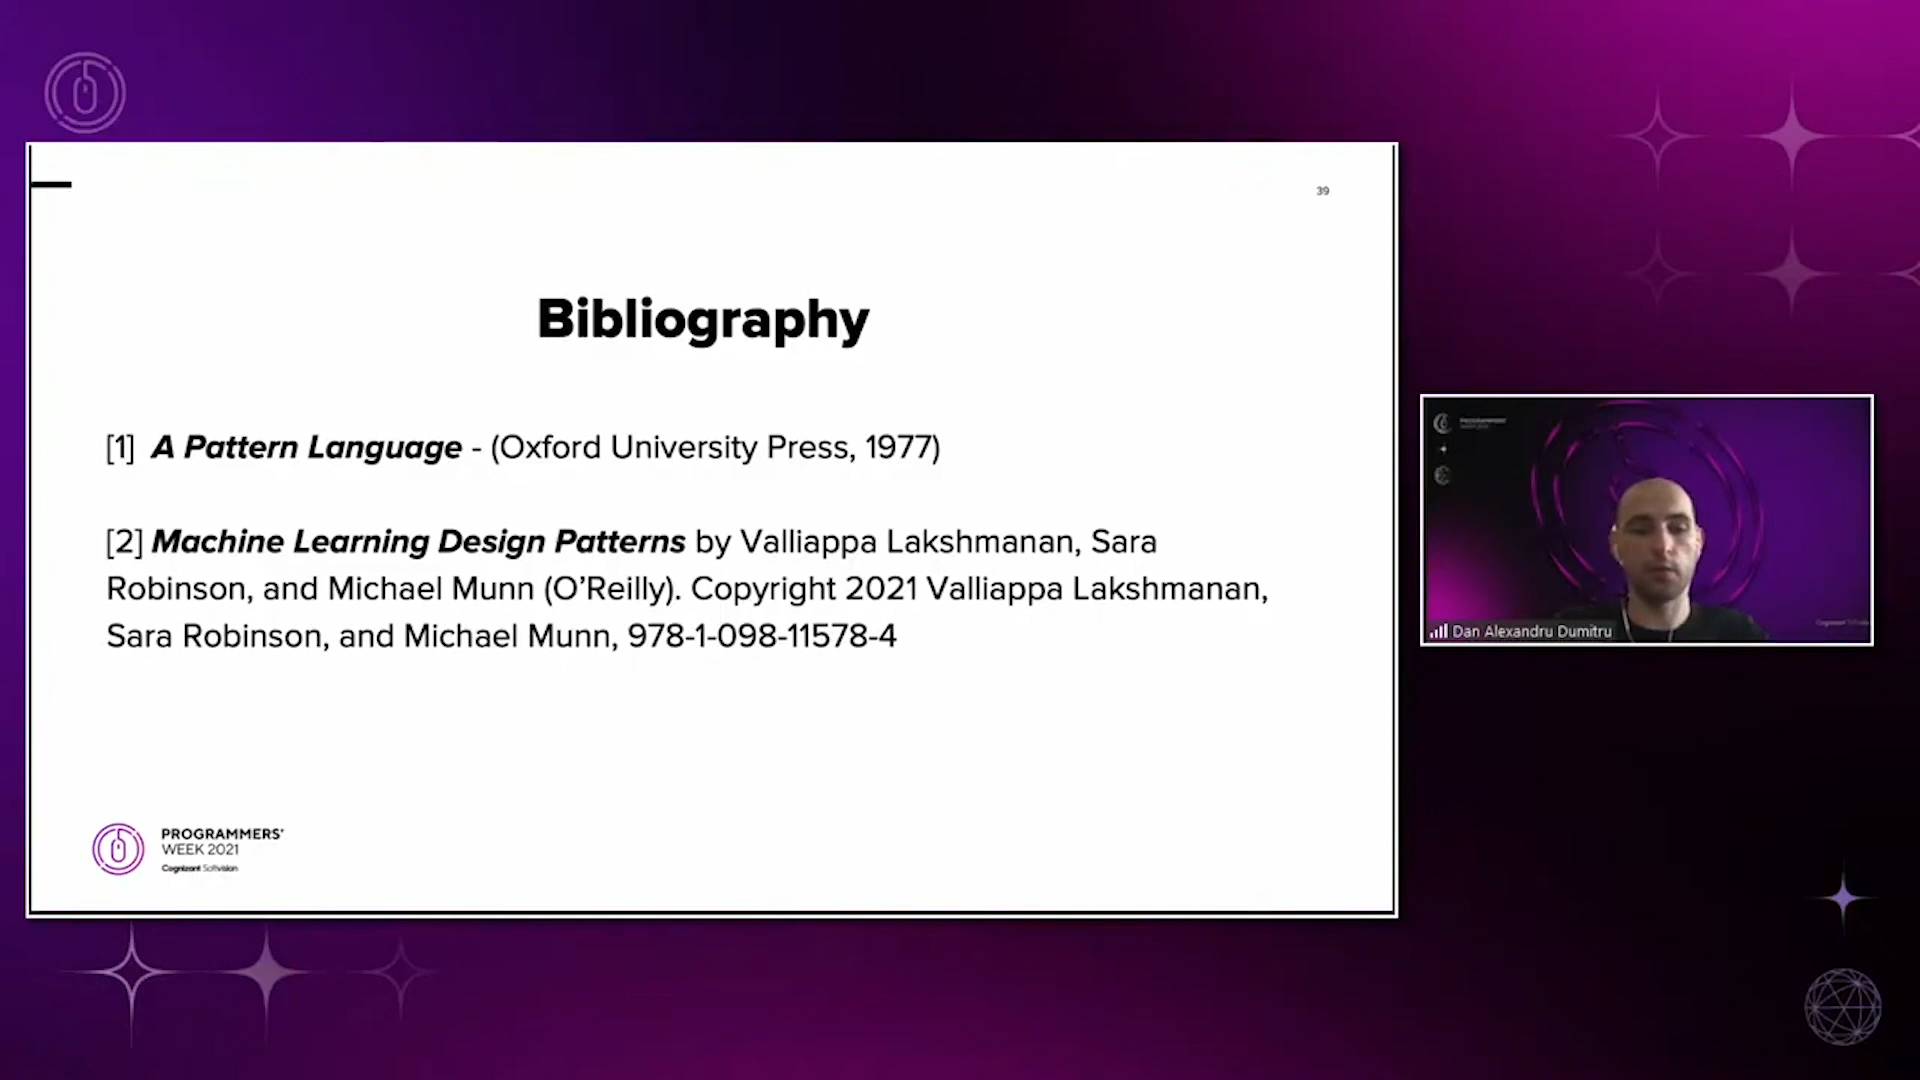 39
Bibliography
[1] A Pattern Language - (Oxford University Press, 1977)
[2] Machine Learning Design Patterns by Valliappa Lakshmanan, Sara
Robinson, and Michael Munn (O’Reilly). Copyright 2021 Valliappa Lakshmanan,
Sara Robinson, and Michael Munn, 978-1-098-11578-4
PROGRAMMERS’
WEEK 2021
Cognizant Softvision
Dan Alexandru Dumitru